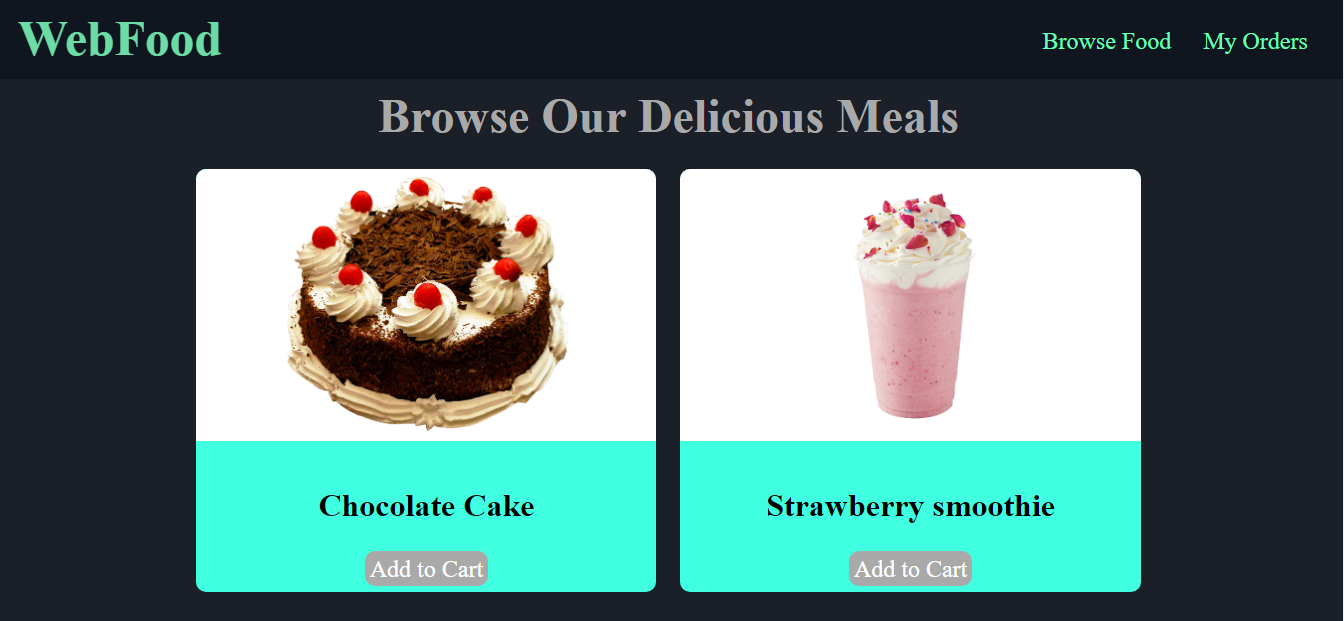 WebFood
Browse Food
My Orders
Browse Our Delicious Meals
Chocolate Cake
Strawberry smoothie
Add to Cart
Add to Cart